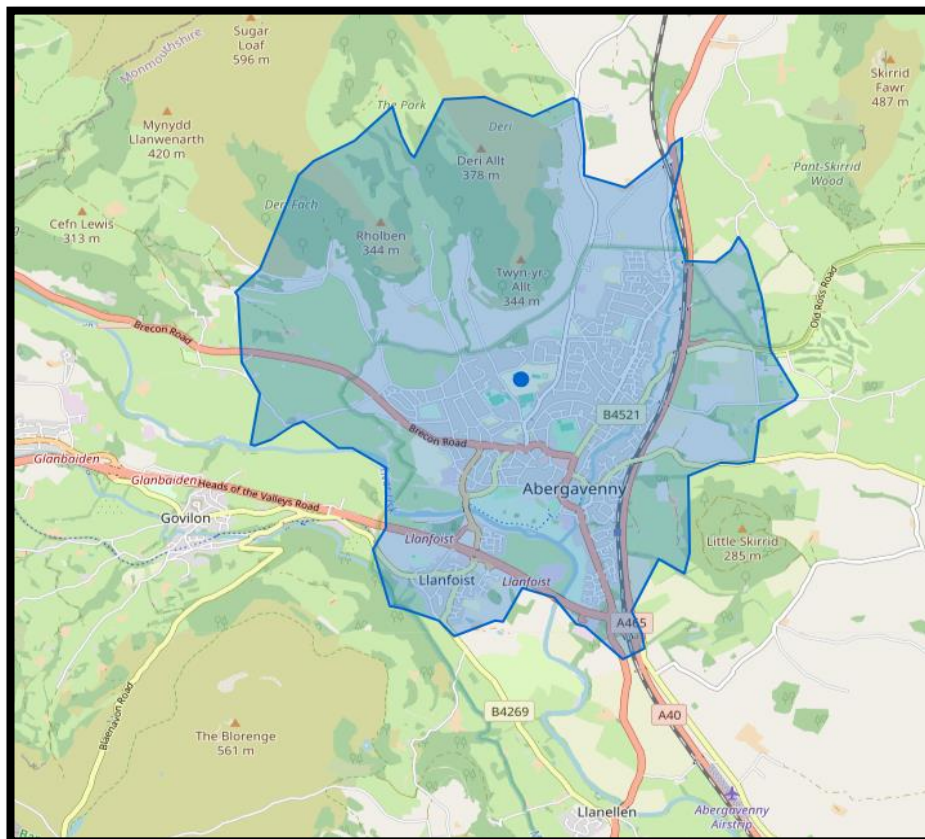 Sugar
Loaf
596 m
Monmouthshire
Skirrid
Fawr
487 m
The Park
Mynydd
Llanwenarth
420 m
Deri
Deri Allt
378 m
Pant-Skirrid
Wood
Deri Fach
Cefn Lewis
313 m
Rholben
344 m
Twyn-yr-
Allt
344 m
Old Ross Road
Brecon Road
B4521
Brecon Road
Glanbaiden
Glanbaiden
Heads of the Valleys Road
Abergavenny
Govilon
Llanfoist
Little Skirrid
285 m
Llanfoist
Llanfoist
A465
Blaenavon Road
B4269
A40
The Blorenge
561 m
Llanellen
Abergavenny
Airstrip